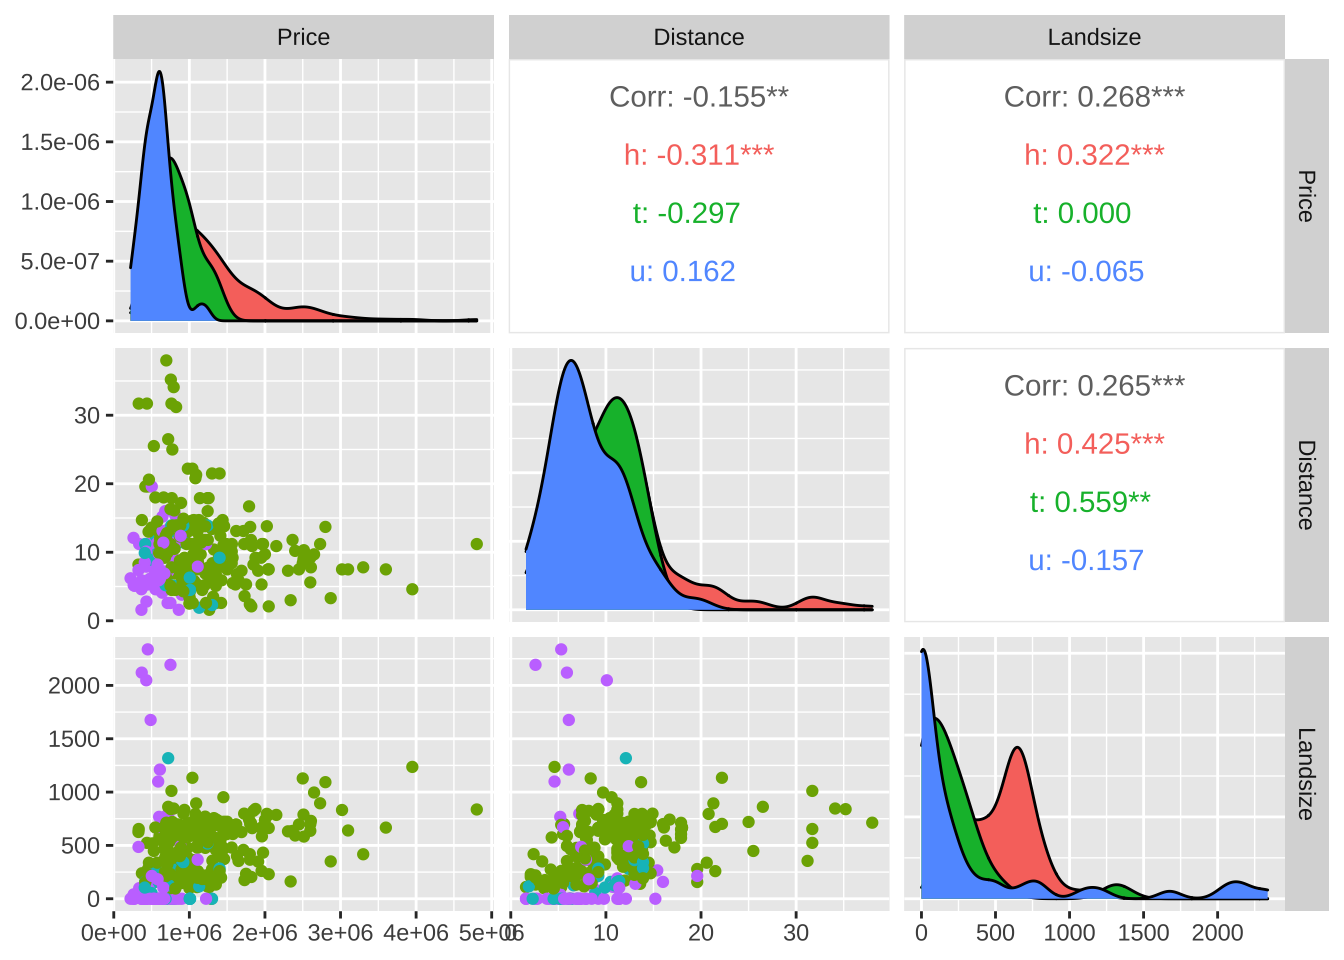 Price
Distance
Landsize
2.0e-06
1.5e-06
1.0e-06
5.0e-07
0.0e+00
Corr: -0.155**
h: -0.311***
t: -0.297
u: 0.162
Corr: 0.268***
h: 0.322***
t: 0.000
u: -0.065
Price
30
20
10
0
Corr: 0.265***
h: 0.425***
t: 0.559**
u: -0.157
Distance
2000
1500
1000
500
0
Landsize
0e+00 1e+06 2e+06 3e+06 4e+06 5e+06
0 10 20 30
0 500 1000 1500 2000